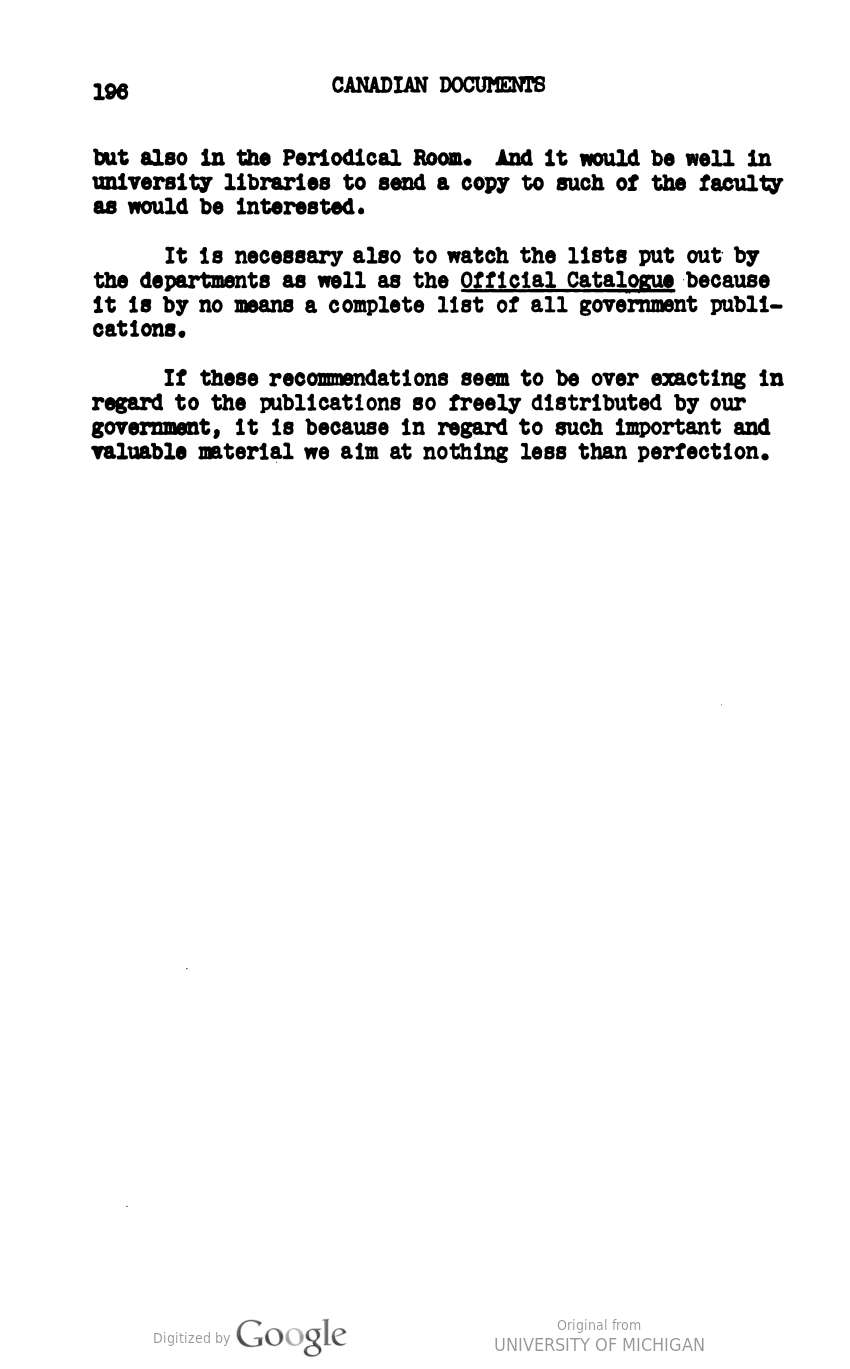 196
CANADIAN DOCUMENTS
but also in the Periodical Room. And it would be well in
university libraries to send a copy to such of the faculty
as would be interested.
It is necessary also to watch the lists put out by
the departments as well as the Official Catalogue because
it is by no means a complete list of all government publi-
cations.
If these recommendations seem to be over exacting in
regard to the publications so freely distributed by our
government, it is because in regard to such important and
valuable material we aim at nothing less than perfection.
Digitized by Google
Original from
UNIVERSITY OF MICHIGAN